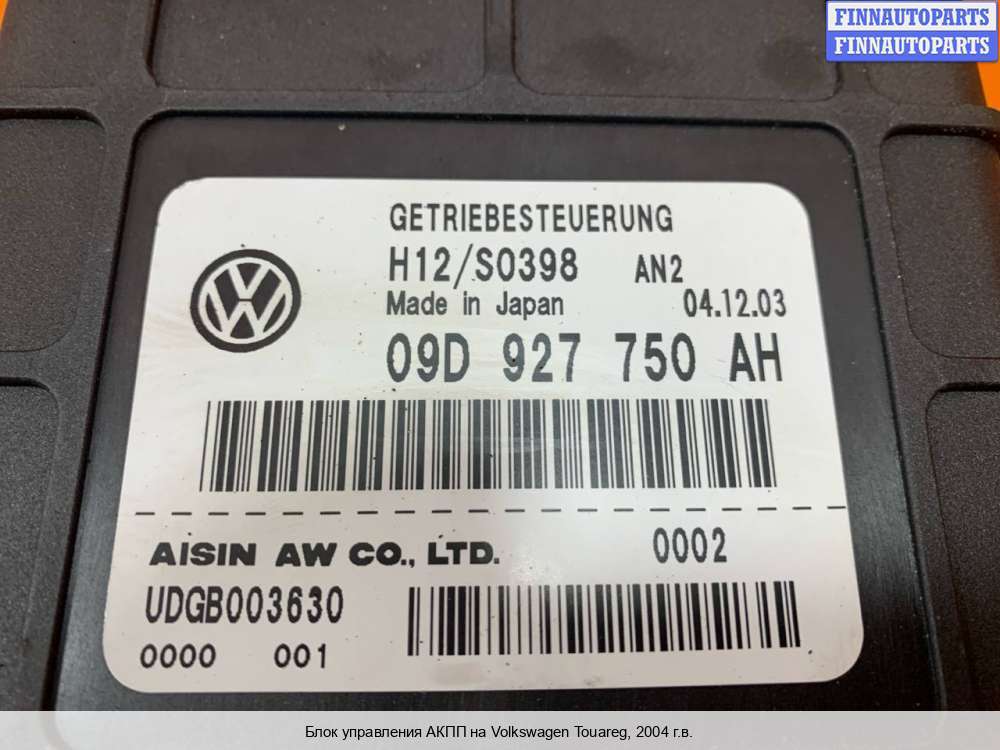 FINNAUTOPARTS
FINNAUTOPARTS
GETRIEBESTEUERUNG
H12/S0398 AN2
Made in Japan 04.12.03
09D 927 750 AH
AISIN AW CO., LTD. 0002
UDGB003630
0000 001
Блок управления АКПП на Volkswagen Touareg, 2004 г.в.